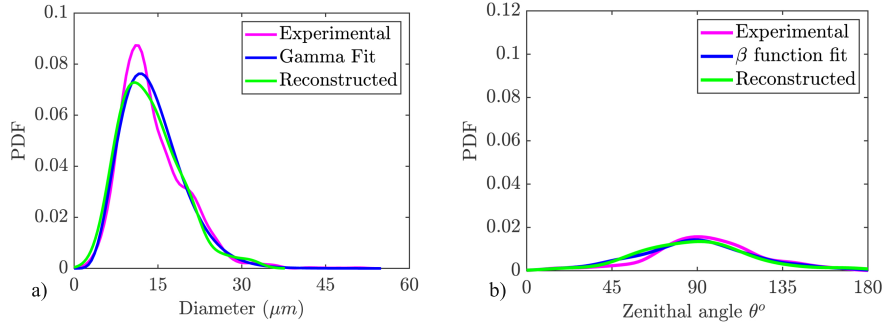 0.1
0.08
0.06
0.04
0.02
0
PDF
0
15
30
45
60
Diameter (μm)
a)
Experimental
Gamma Fit
Reconstructed
0.12
0.1
0.08
0.06
0.04
0.02
0
PDF
0
45
90
135
180
Zenithal angle θᵒ
b)
Experimental
β function fit
Reconstructed